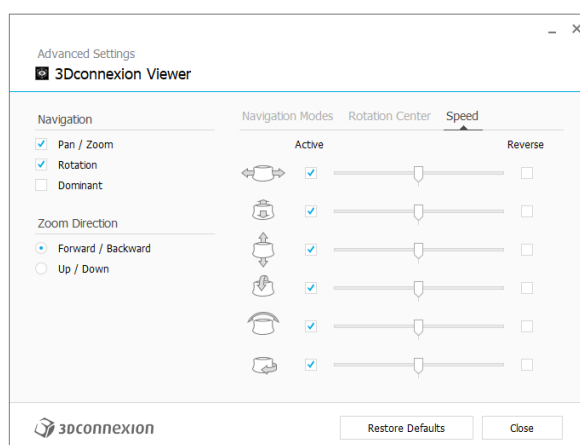 Advanced Settings
3Dconnexion Viewer
Navigation
Pan / Zoom
Rotation
Dominant
Zoom Direction
Forward / Backward
Up / Down
Navigation Modes Rotation Center Speed
Active Reverse
3Dconnexion
Restore Defaults Close